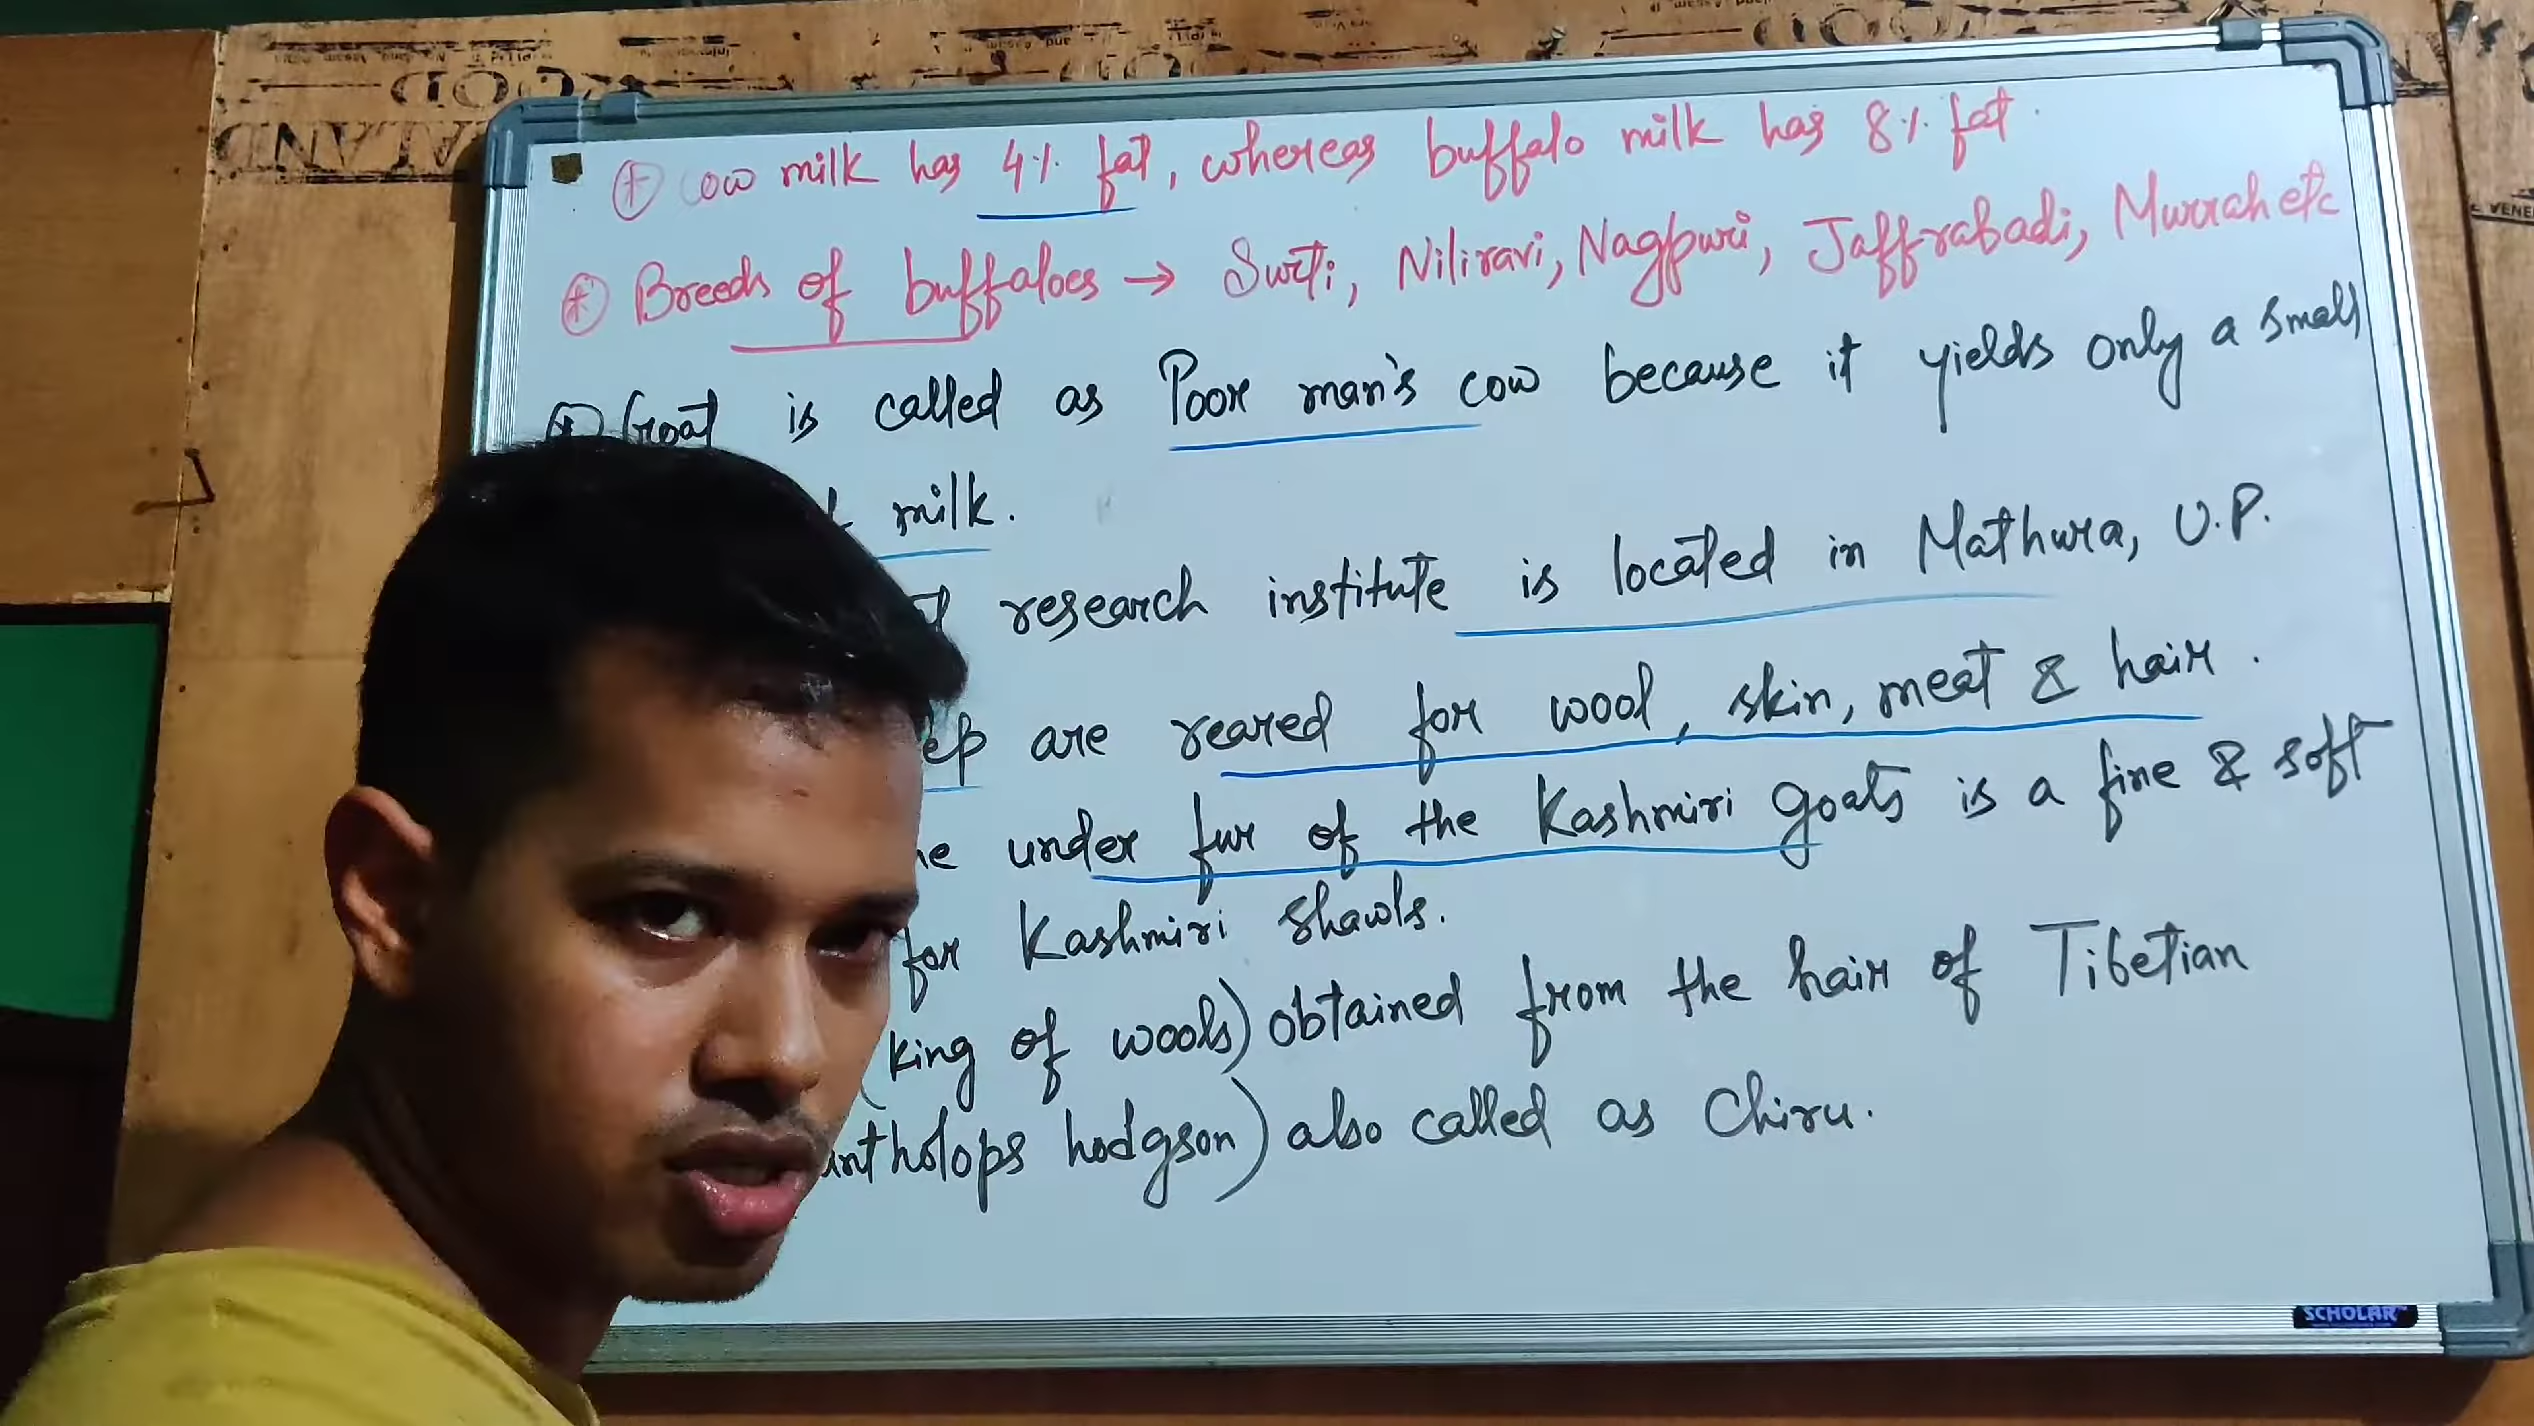 Cow milk has 4% fat, whereas buffalo milk has 8% fat.
Breeds of buffaloes → Surti, Niliravi, Nagpuri, Jaffrabadi, Murrah etc
Goat is called as Poor man's cow because it yields only a small
milk.
research institute is located in Mathura, U.P.
ep are reared for wool, skin, meat & hair.
under fur of the Kashmiri goats is a fine & soft
for Kashmiri Shawls.
(king of wools) obtained from the hair of Tibetian
antholops hodgson) also called as Chiru.
SCHOLAR